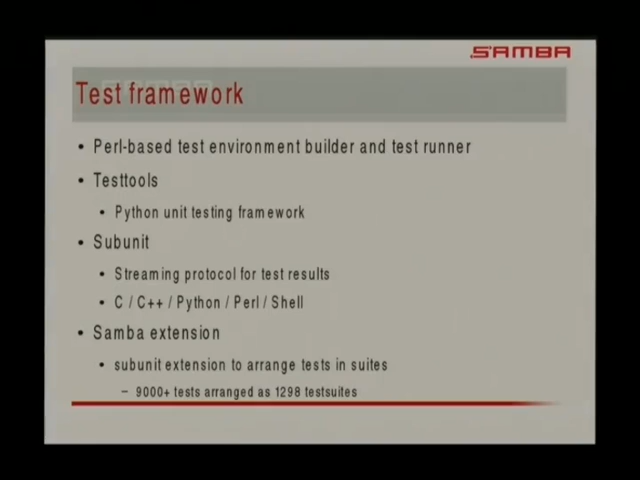 SAMBA
Test framework
• Perl-based test environment builder and test runner
• Testtools
• Python unit testing framework
• Subunit
• Streaming protocol for test results
• C / C++ / Python / Perl / Shell
• Samba extension
• subunit extension to arrange tests in suites
– 9000+ tests arranged as 1298 testsuites